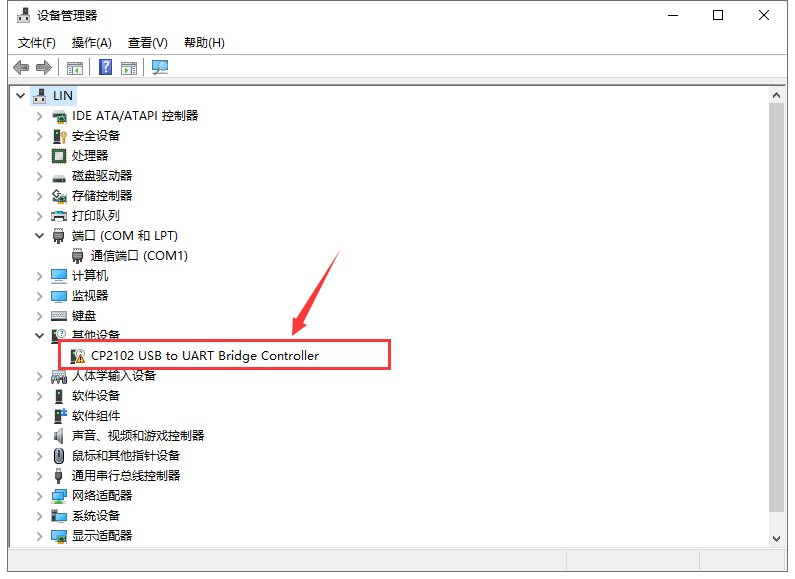 设备管理器
文件(F) 操作(A) 查看(V) 帮助(H)
LIN
IDE ATA/ATAPI 控制器
安全设备
处理器
磁盘驱动器
存储控制器
打印队列
端口 (COM 和 LPT)
通信端口 (COM1)
计算机
监视器
键盘
其他设备
CP2102 USB to UART Bridge Controller
人体学输入设备
软件设备
软件组件
声音、视频和游戏控制器
鼠标和其他指针设备
通用串行总线控制器
网络适配器
系统设备
显示适配器